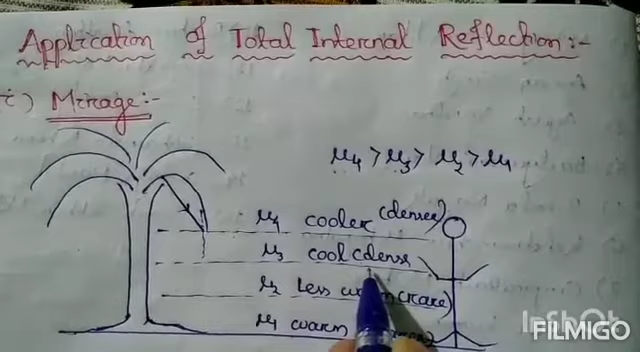 Application of Total Internal Reflection:-
i) Mirage:-
μ4 > μ3 > μ2 > μ1
μ4 cooler (denser)
μ3 cool (dense
μ2 Less warm (rare)
μ1 warm
InShOt
FILMIGO